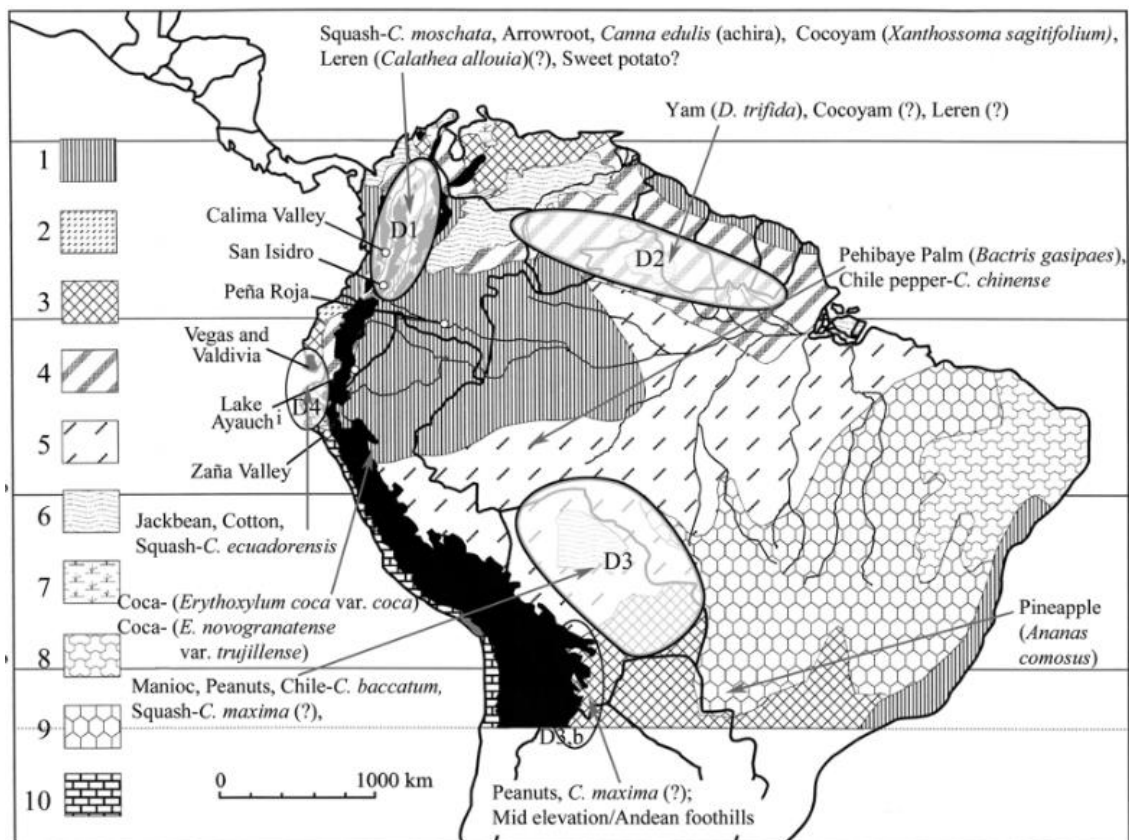 Squash-C. moschata, Arrowroot, Canna edulis (achira), Cocoyam (Xanthossoma sagitifolium),
Leren (Calathea allouia)(?), Sweet potato?
Yam (D. trifida), Cocoyam (?), Leren (?)
1
Calima Valley
D1
2
San Isidro
D2
Pehibaye Palm (Bactris gasipaes),
Chile pepper-C. chinense
Peña Roja
3
Vegas and
Valdivia
4
Lake
Ayauchi
D4
5
Zaña Valley
6
Jackbean, Cotton,
Squash-C. ecuadorensis
D3
7
Coca- (Erythoxylum coca var. coca)
Coca- (E. novogranatense
var. trujillense)
Pineapple
(Ananas
comosus)
8
Manioc, Peanuts, Chile-C. baccatum,
Squash-C. maxima (?),
9
D3.b
10
0 1000 km
Peanuts, C. maxima (?);
Mid elevation/Andean foothills